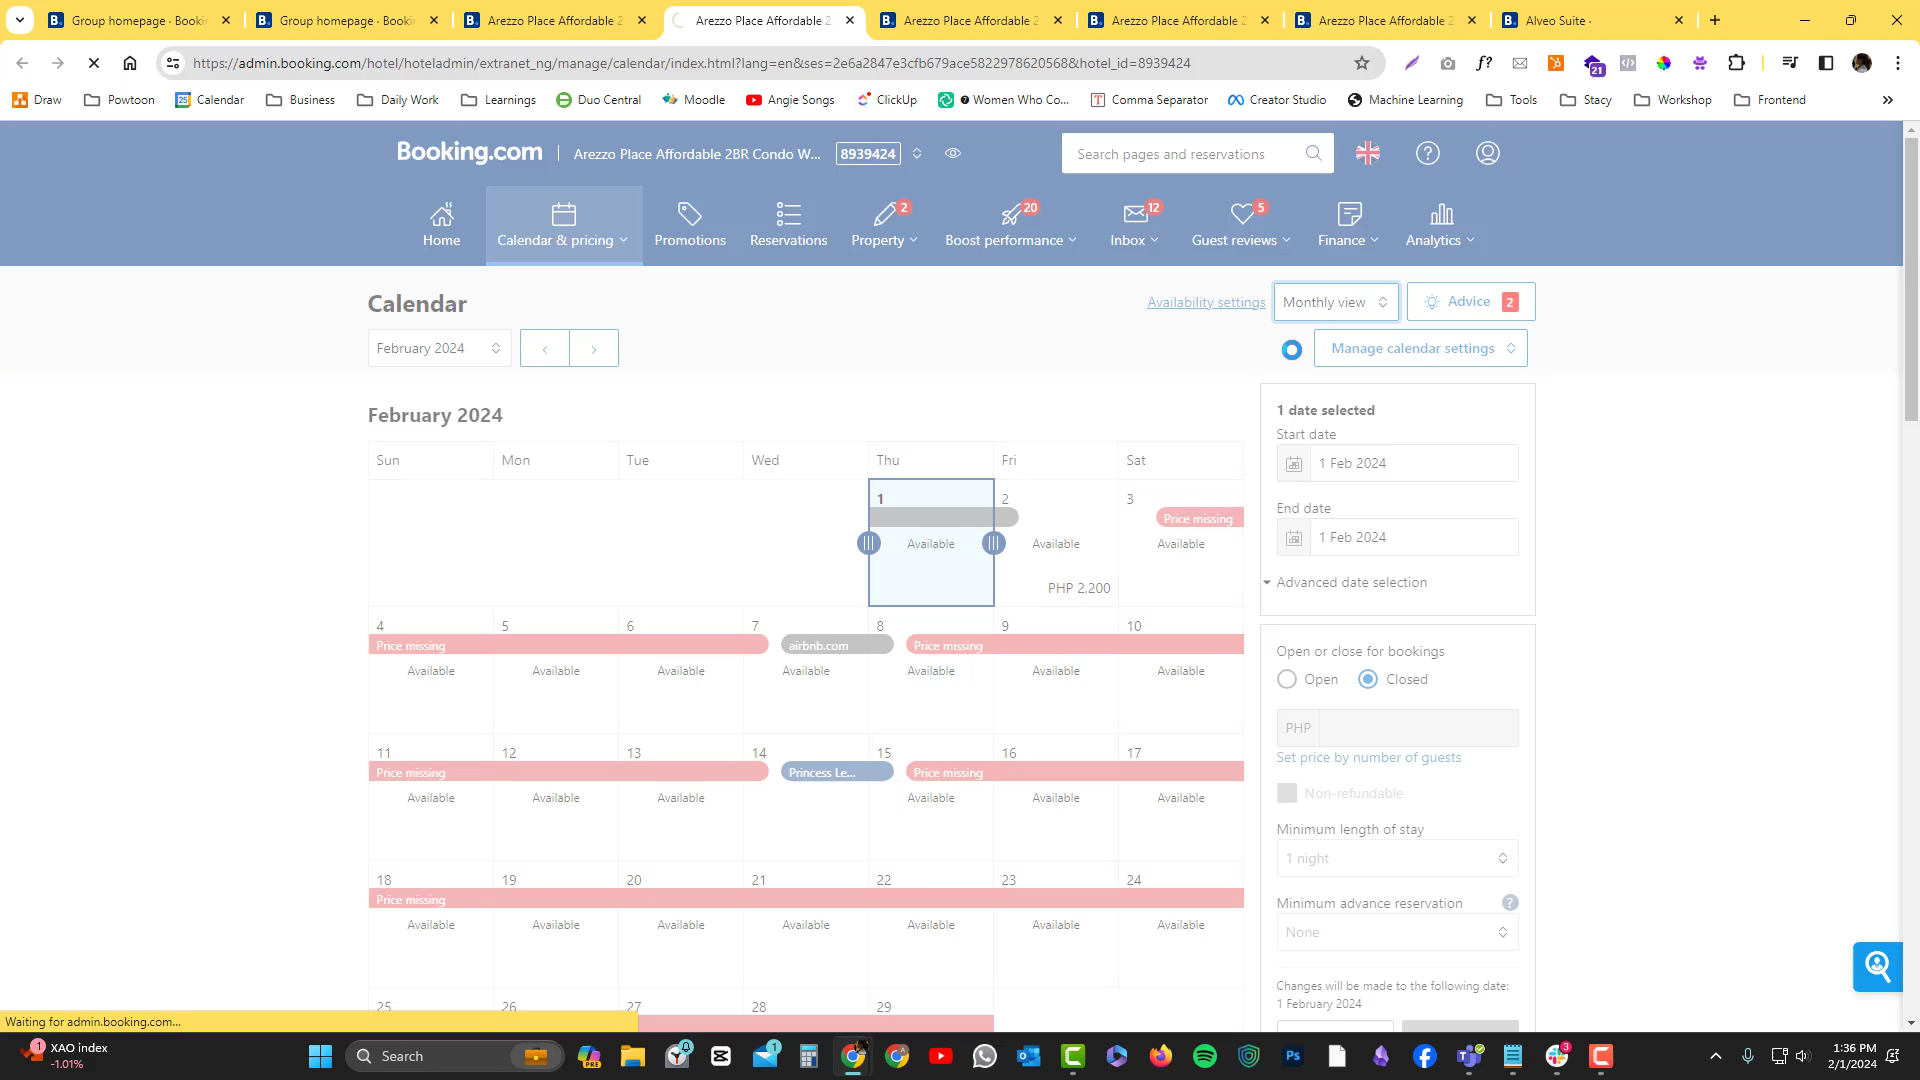 Group homepage · Bookin
Group homepage · Bookin
Arezzo Place Affordable 2
Arezzo Place Affordable 2
Arezzo Place Affordable 2
Arezzo Place Affordable 2
Arezzo Place Affordable 2
Alveo Suite ·
https://admin.booking.com/hotel/hoteladmin/extranet_ng/manage/calendar/index.html?lang=en&ses=2e6a2847e3cfb679ace5822978620568&hotel_id=8939424
f?
21
Draw
Powtoon
Calendar
Business
Daily Work
Learnings
Duo Central
Moodle
Angie Songs
ClickUp
Women Who Co...
Comma Separator
Creator Studio
Machine Learning
Tools
Stacy
Workshop
Frontend
Booking.com
Arezzo Place Affordable 2BR Condo W...
8939424
Search pages and reservations
Home
Calendar & pricing
Promotions
Reservations
Property
2
Boost performance
20
Inbox
12
Guest reviews
5
Finance
Analytics
Calendar
Availability settings
Monthly view
Advice 2
February 2024
Manage calendar settings
February 2024
Sun Mon Tue Wed Thu Fri Sat
1 2 3
Price missing
Available Available Available
PHP 2,200
4 5 6 7 8 9 10
Price missing airbnb.com Price missing
Available Available Available Available Available Available Available
11 12 13 14 15 16 17
Price missing Princess Le... Price missing
Available Available Available Available Available Available
18 19 20 21 22 23 24
Price missing
Available Available Available Available Available Available Available
25 26 27 28 29
1 date selected
Start date
1 Feb 2024
End date
1 Feb 2024
Advanced date selection
Open or close for bookings
Open Closed
PHP
Set price by number of guests
Non-refundable
Minimum length of stay
1 night
Minimum advance reservation
?
None
Changes will be made to the following date:
1 February 2024
Waiting for admin.booking.com...
1
XAO index
-1.01%
Search
PRE
1
Ps
3
1:36 PM
2/1/2024